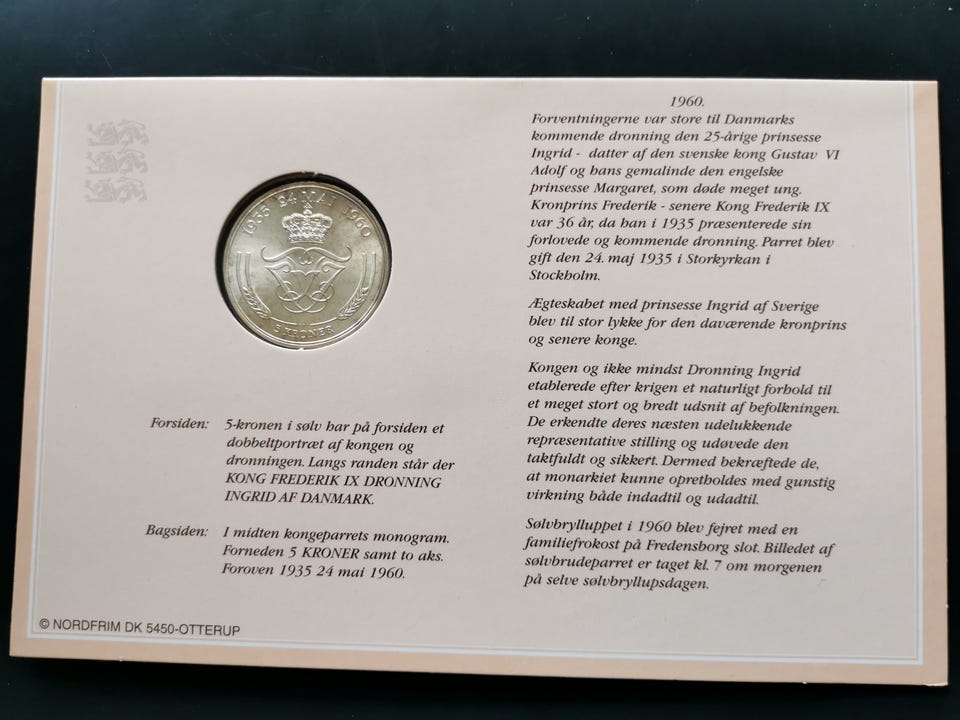 1935 24 MAJ 1960
5 KRONER
Forsiden: 5-kronen i sølv har på forsiden et
dobbeltportræt af kongen og
dronningen. Langs randen står der
KONG FREDERIK IX DRONNING
INGRID AF DANMARK.
Bagsiden: I midten kongeparrets monogram.
Forneden 5 KRONER samt to aks.
Foroven 1935 24 mai 1960.
© NORDFRIM DK 5450-OTTERUP
1960.
Forventningerne var store til Danmarks
kommende dronning den 25-årige prinsesse
Ingrid - datter af den svenske kong Gustav VI
Adolf og hans gemalinde den engelske
prinsesse Margaret, som døde meget ung.
Kronprins Frederik - senere Kong Frederik IX
var 36 år, da han i 1935 præsenterede sin
forlovede og kommende dronning. Parret blev
gift den 24. maj 1935 i Storkyrkan i
Stockholm.
Ægteskabet med prinsesse Ingrid af Sverige
blev til stor lykke for den daværende kronprins
og senere konge.
Kongen og ikke mindst Dronning Ingrid
etablerede efter krigen et naturligt forhold til
et meget stort og bredt udsnit af befolkningen.
De erkendte deres næsten udelukkende
repræsentative stilling og udøvede den
taktfuldt og sikkert. Dermed bekræftede de,
at monarkiet kunne opretholdes med gunstig
virkning både indadtil og udadtil.
Sølvbrylluppet i 1960 blev fejret med en
familiefrokost på Fredensborg slot. Billedet af
sølvbrudeparret er taget kl. 7 om morgenen
på selve sølvbryllupsdagen.